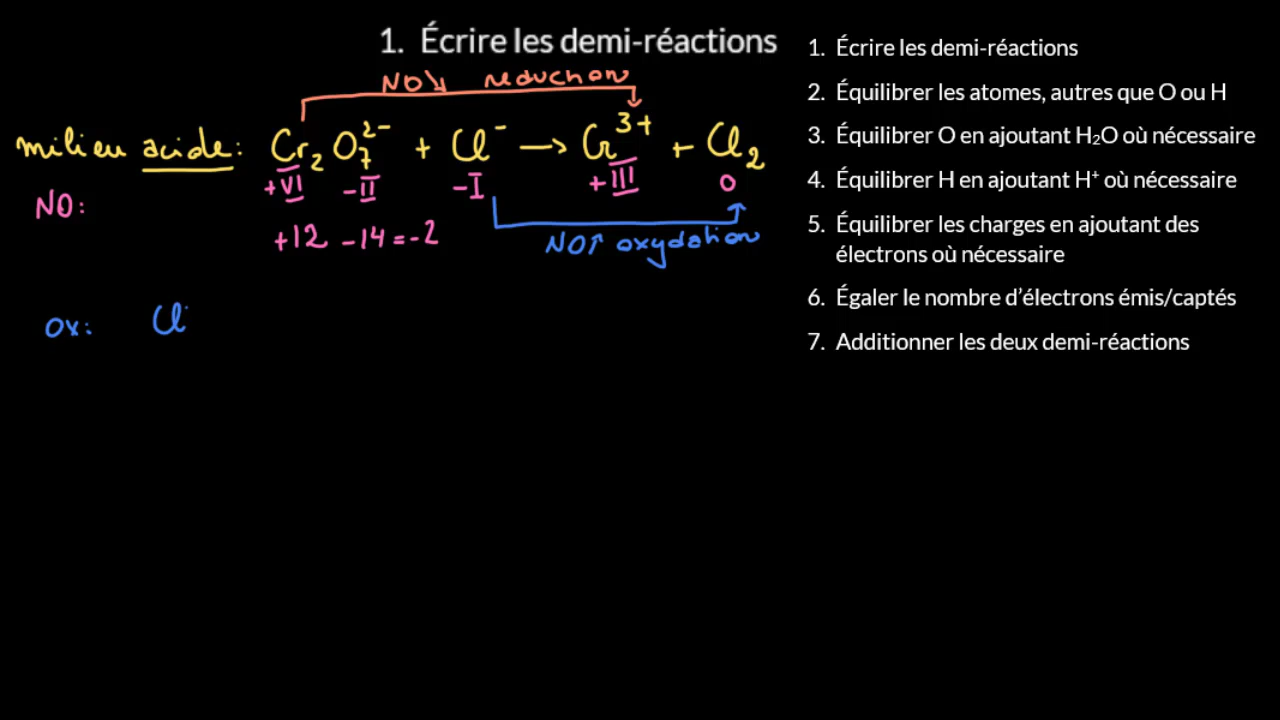 1. Écrire les demi-réactions
NO↘ réduction
milieu acide: Cr₂O₇²⁻ + Cl⁻ → Cr³⁺ + Cl₂
NO: +VI -II -I +III 0
+12 -14 = -2
NO↑ oxydation
ox: Cl
1. Écrire les demi-réactions
2. Équilibrer les atomes, autres que O ou H
3. Équilibrer O en ajoutant H₂O où nécessaire
4. Équilibrer H en ajoutant H⁺ où nécessaire
5. Équilibrer les charges en ajoutant des
électrons où nécessaire
6. Égaler le nombre d'électrons émis/captés
7. Additionner les deux demi-réactions